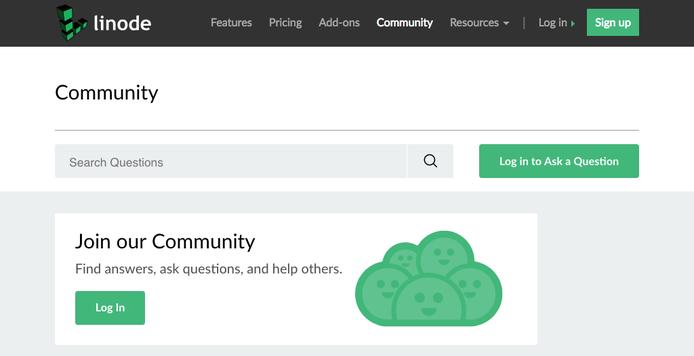 linode Features Pricing Add-ons Community Resources Log in Sign up
Community
Search Questions Log in to Ask a Question
Join our Community
Find answers, ask questions, and help others.
Log In